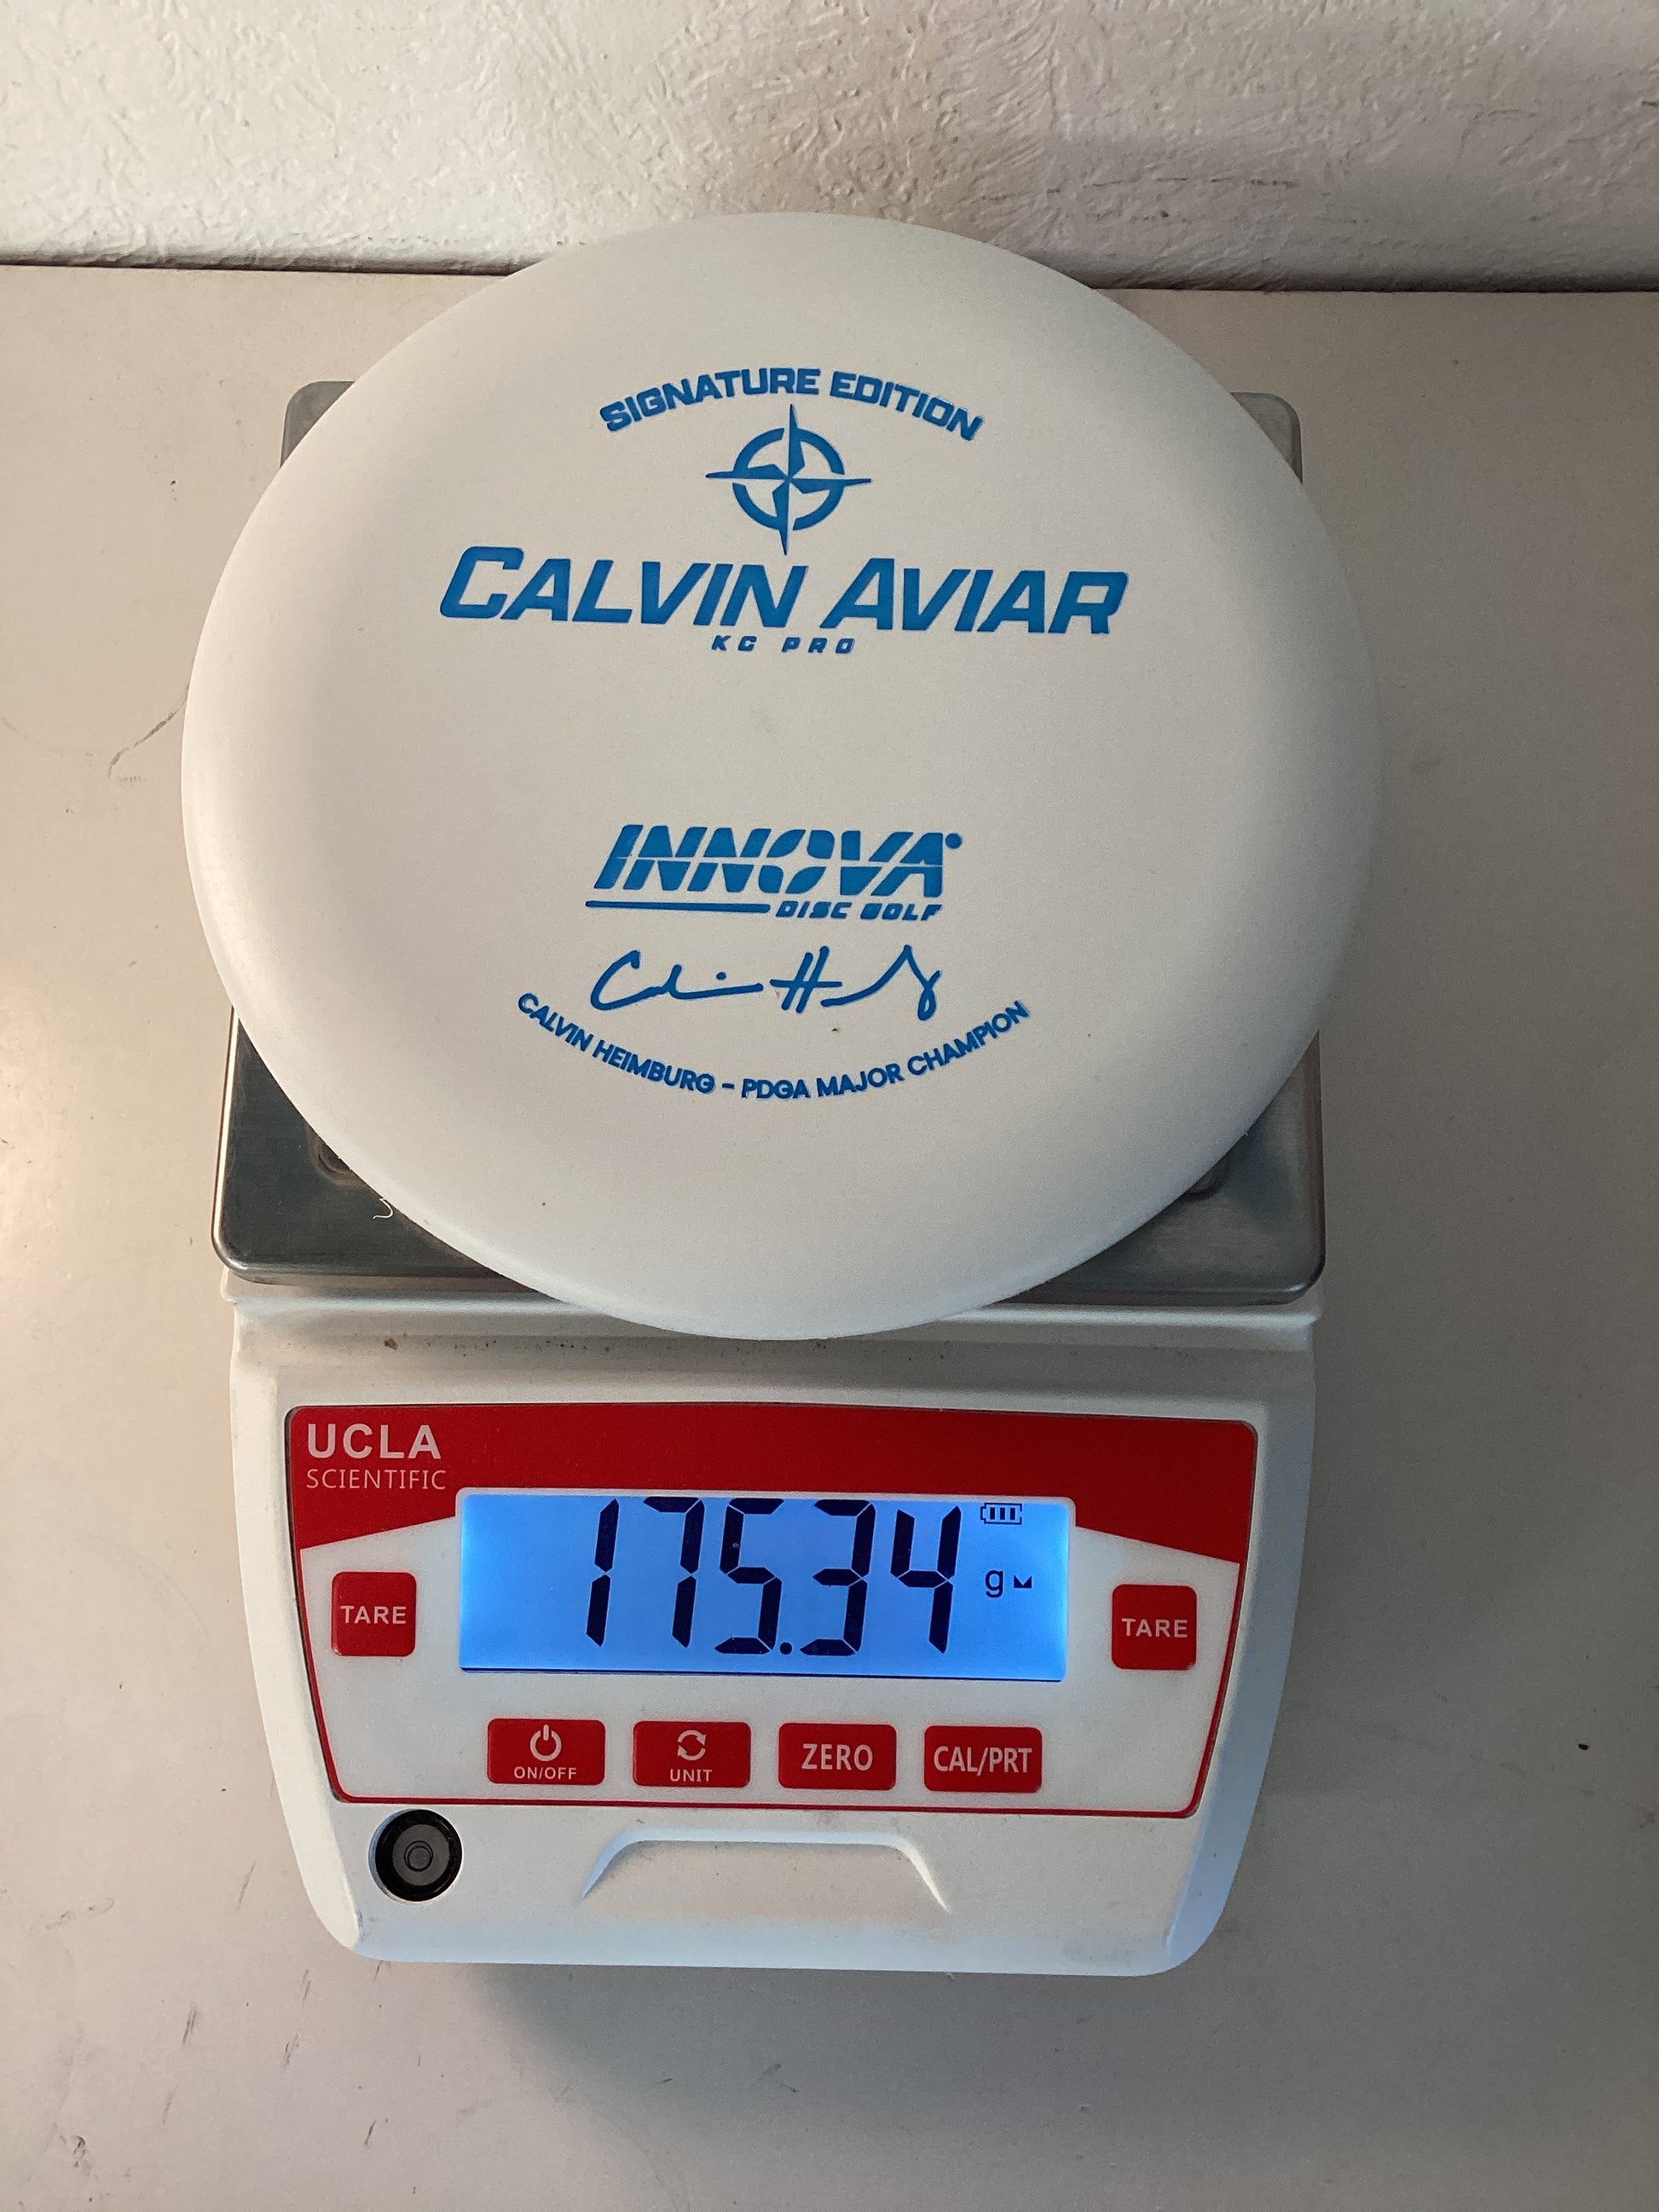 SIGNATURE EDITION
CALVIN AVIAR
KC PRO
INNOVA
DISC GOLF
CALVIN HEIMBURG - PDGA MAJOR CHAMPION
UCLA
SCIENTIFIC
175.34 g
TARE
TARE
ON/OFF
UNIT
ZERO
CAL/PRT